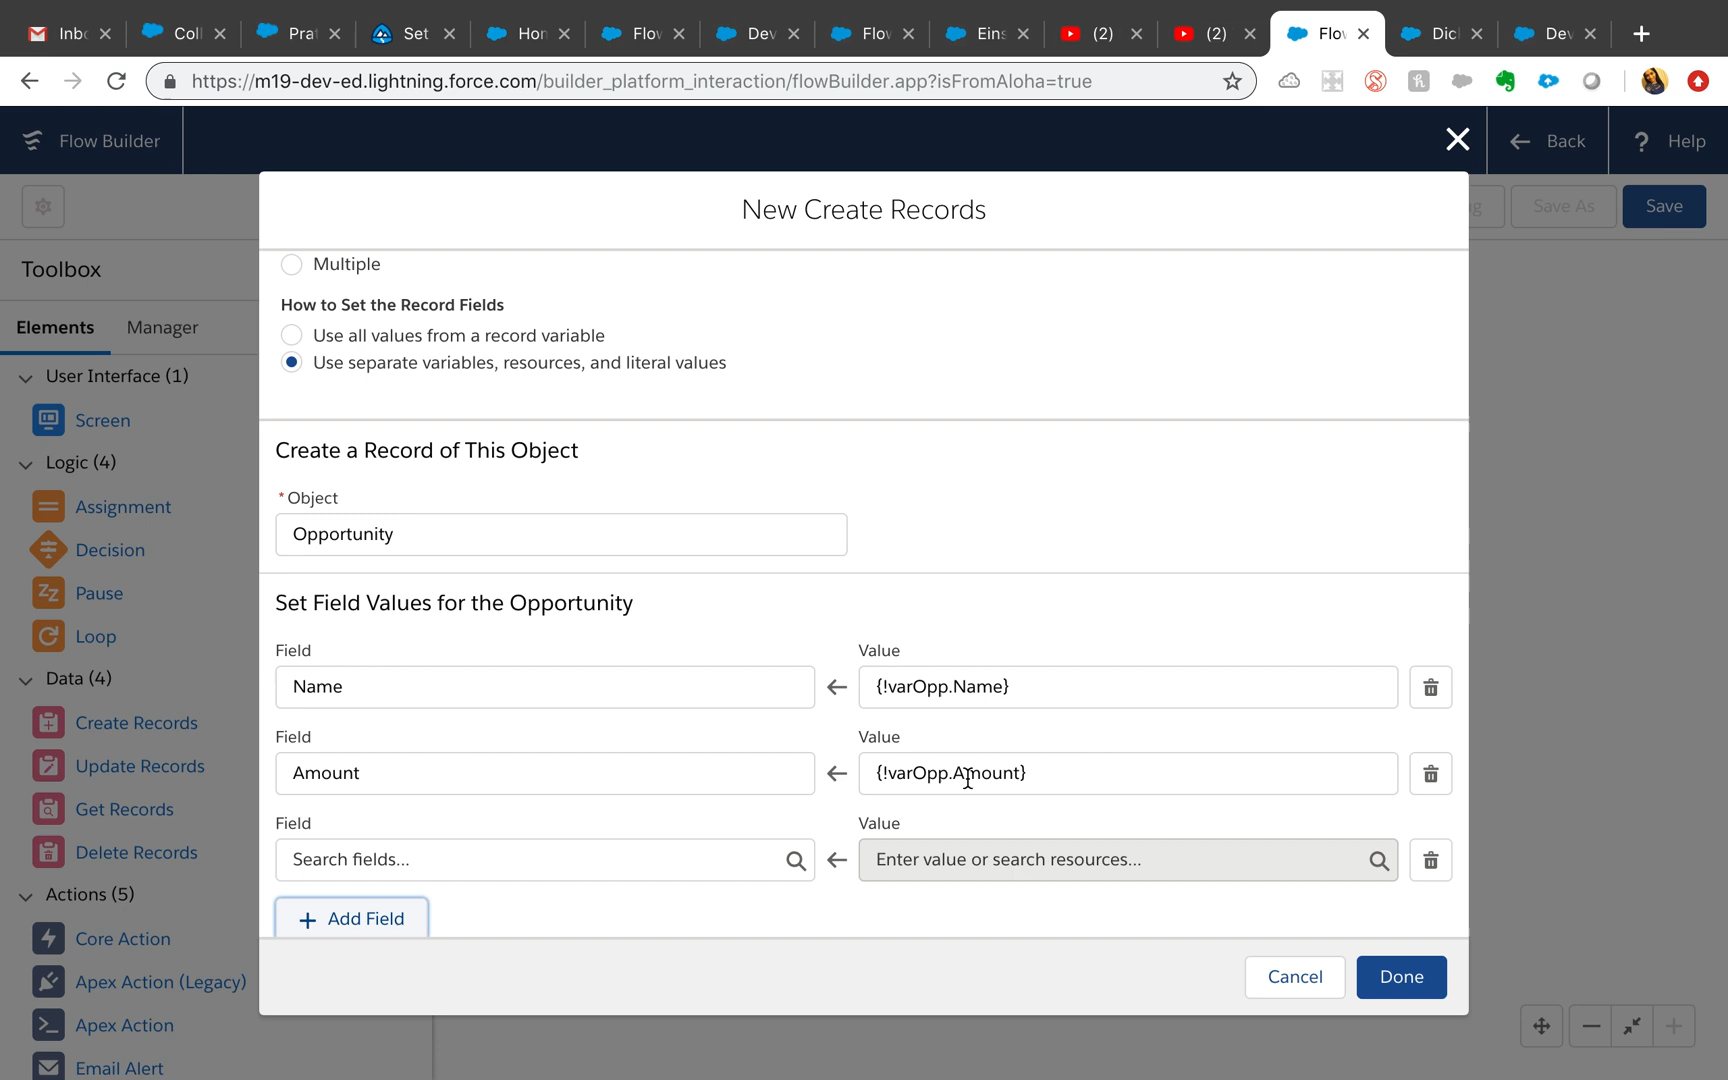 Inb Coll Prat Set Hon Flov Dev Flov Eins (2) (2) Flov Dic Dev
https://m19-dev-ed.lightning.force.com/builder_platform_interaction/flowBuilder.app?isFromAloha=true
Flow Builder
Back
? Help
Save As
Save
New Create Records
Toolbox
Elements Manager
User Interface (1)
Screen
Logic (4)
Assignment
Decision
Pause
Loop
Data (4)
Create Records
Update Records
Get Records
Delete Records
Actions (5)
Core Action
Apex Action (Legacy)
Apex Action
Email Alert
Multiple
How to Set the Record Fields
Use all values from a record variable
Use separate variables, resources, and literal values
Create a Record of This Object
* Object
Opportunity
Set Field Values for the Opportunity
Field Value
Name {!varOpp.Name}
Field Value
Amount {!varOpp.Amount}
Field Value
Search fields... Enter value or search resources...
+ Add Field
Cancel Done